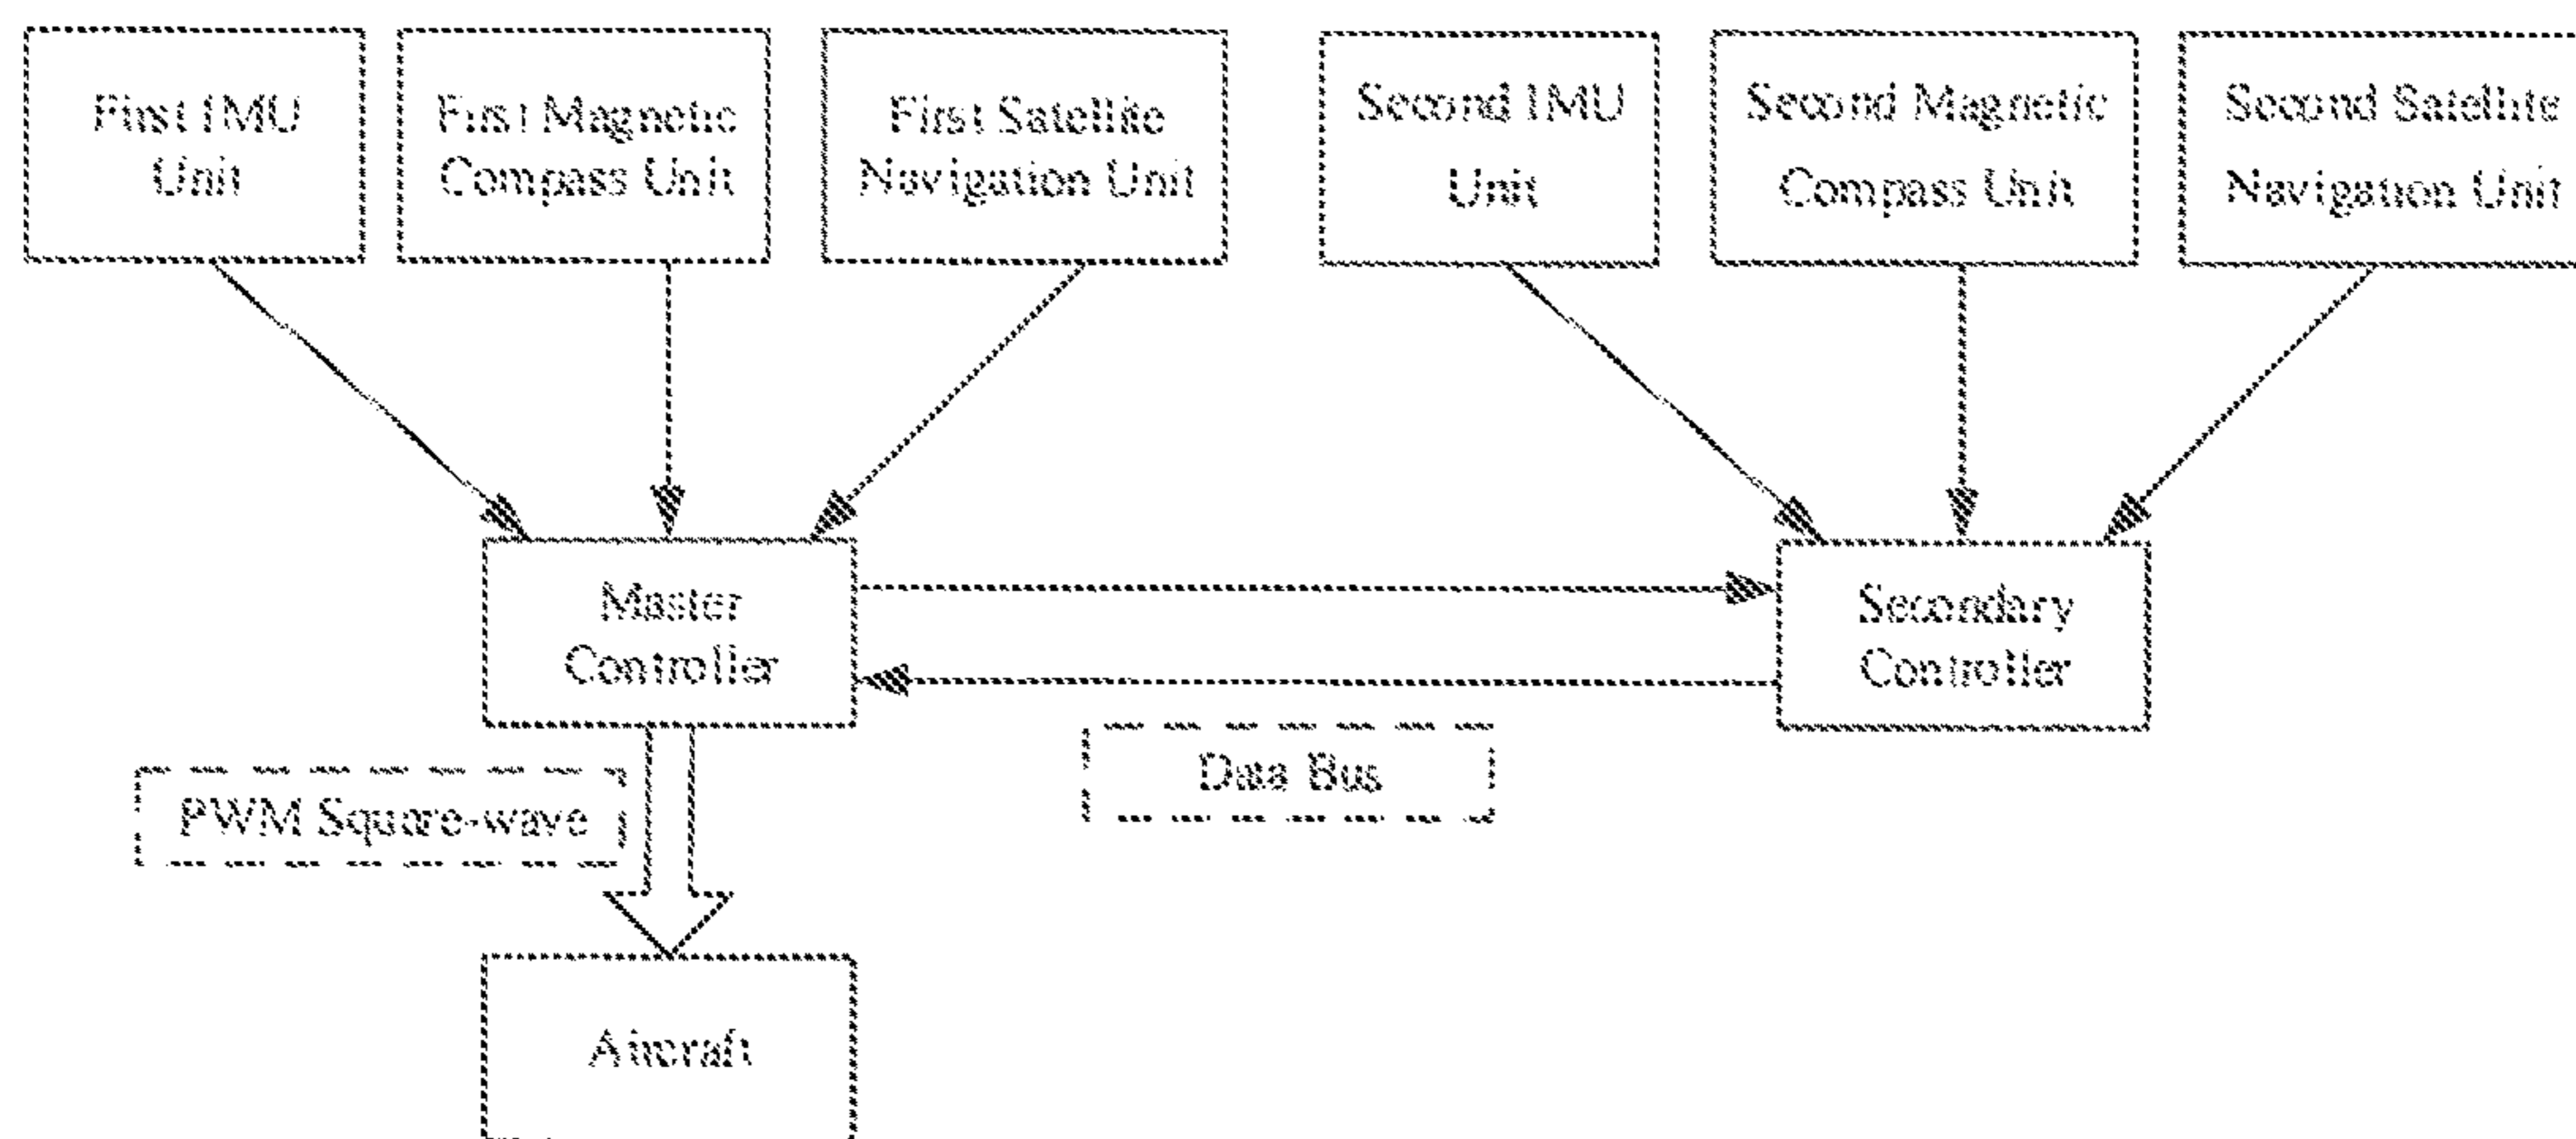 First IMU
Unit
First Magnetic
Compass Unit
First Satellite
Navigation Unit
Second IMU
Unit
Second Magnetic
Compass Unit
Second Satellite
Navigation Unit
Master
Controller
Secondary
Controller
Data Bus
PWM Square-wave
Aircraft